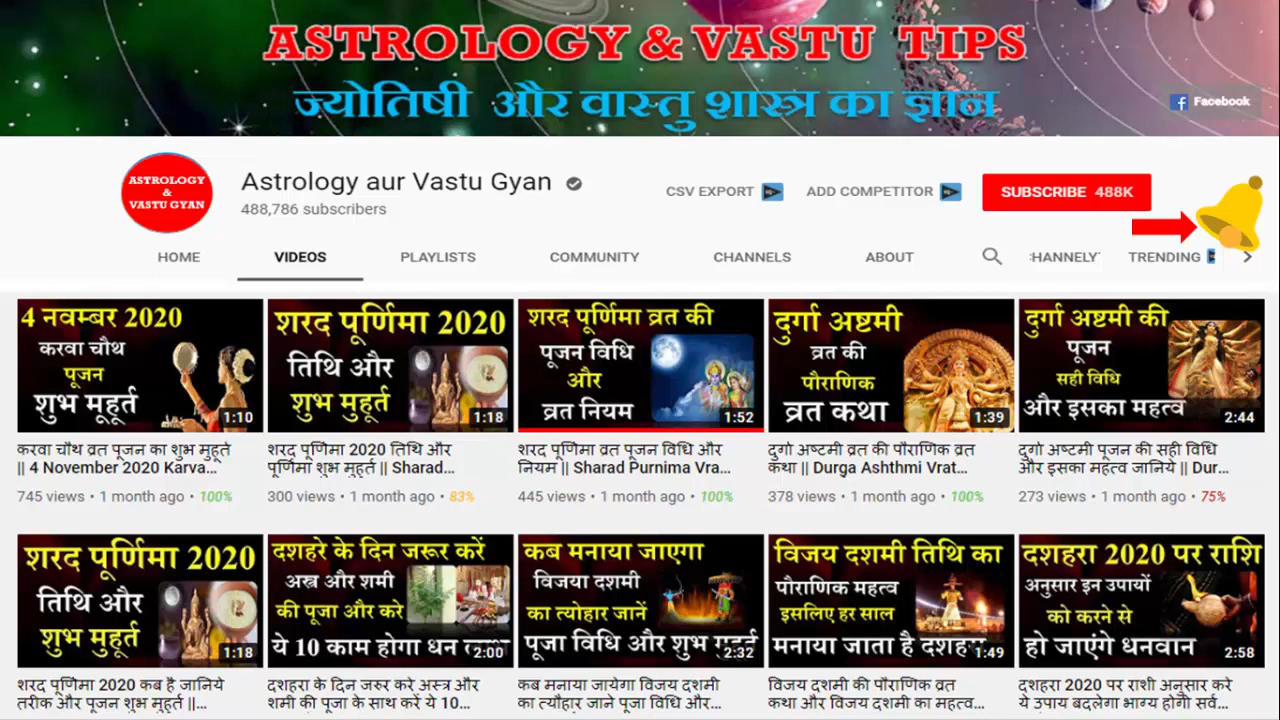 ASTROLOGY & VASTU TIPS
ज्योतिषी और वास्तु शास्त्र का ज्ञान
Facebook
ASTROLOGY
&
VASTU GYAN
Astrology aur Vastu Gyan
488,786 subscribers
CSV EXPORT
ADD COMPETITOR
SUBSCRIBE 488K
HOME VIDEOS PLAYLISTS COMMUNITY CHANNELS ABOUT HANNELY TRENDING
4 नवम्बर 2020
करवा चौथ
पूजन
शुभ मुहूर्त
1:10
शरद पूर्णिमा 2020
तिथि और
शुभ मुहूर्त
1:18
शरद पूर्णिमा व्रत की
पूजन विधि
और
व्रत नियम
1:52
दुर्गा अष्टमी
व्रत की
पौराणिक
व्रत कथा
1:39
दुर्गा अष्टमी की
पूजन
सही विधि
और इसका महत्व
2:44
करवा चौथ व्रत पूजन का शुभ मुहूर्त
|| 4 November 2020 Karva...
745 views • 1 month ago • 100%
शरद पूर्णिमा 2020 तिथि और
पूर्णिमा शुभ मुहूर्त || Sharad...
300 views • 1 month ago • 83%
शरद पूर्णिमा व्रत पूजन विधि और
नियम || Sharad Purnima Vra...
445 views • 1 month ago • 100%
दुर्गा अष्टमी व्रत की पौराणिक व्रत
कथा || Durga Ashthmi Vrat...
378 views • 1 month ago • 100%
दुर्गा अष्टमी पूजन की सही विधि
और इसका महत्व जानिये || Dur...
273 views • 1 month ago • 75%
शरद पूर्णिमा 2020
तिथि और
शुभ मुहूर्त
1:18
दशहरे के दिन जरूर करें
अस्त्र और शमी
की पूजा और करे
ये 10 काम होगा धन
2:00
कब मनाया जाएगा
विजया दशमी
का त्योहार जानें
पूजा विधि और शुभ मुहूर्त
2:32
विजय दशमी तिथि का
पौराणिक महत्व
इसलिए हर साल
मनाया जाता है दशहरा
1:49
दशहरा 2020 पर राशि
अनुसार इन उपायों
को करने से
हो जाएंगे धनवान
2:58
शरद पूर्णिमा 2020 कब है जानिये
तरीक और पूजन शुभ मुहूर्त ||...
दशहरा के दिन जरुर करे अस्त्र और
शमी की पूजा के साथ करें ये 10...
कब मनाया जायेगा विजय दशमी
का त्यौहार जाने पूजा विधि और...
विजय दशमी की पौराणिक व्रत
कथा और विजय दशमी का महत्व...
दशहरा 2020 पर राशी अनुसार करे
ये उपाय बदलेगा भाग्य होगी सर्व...